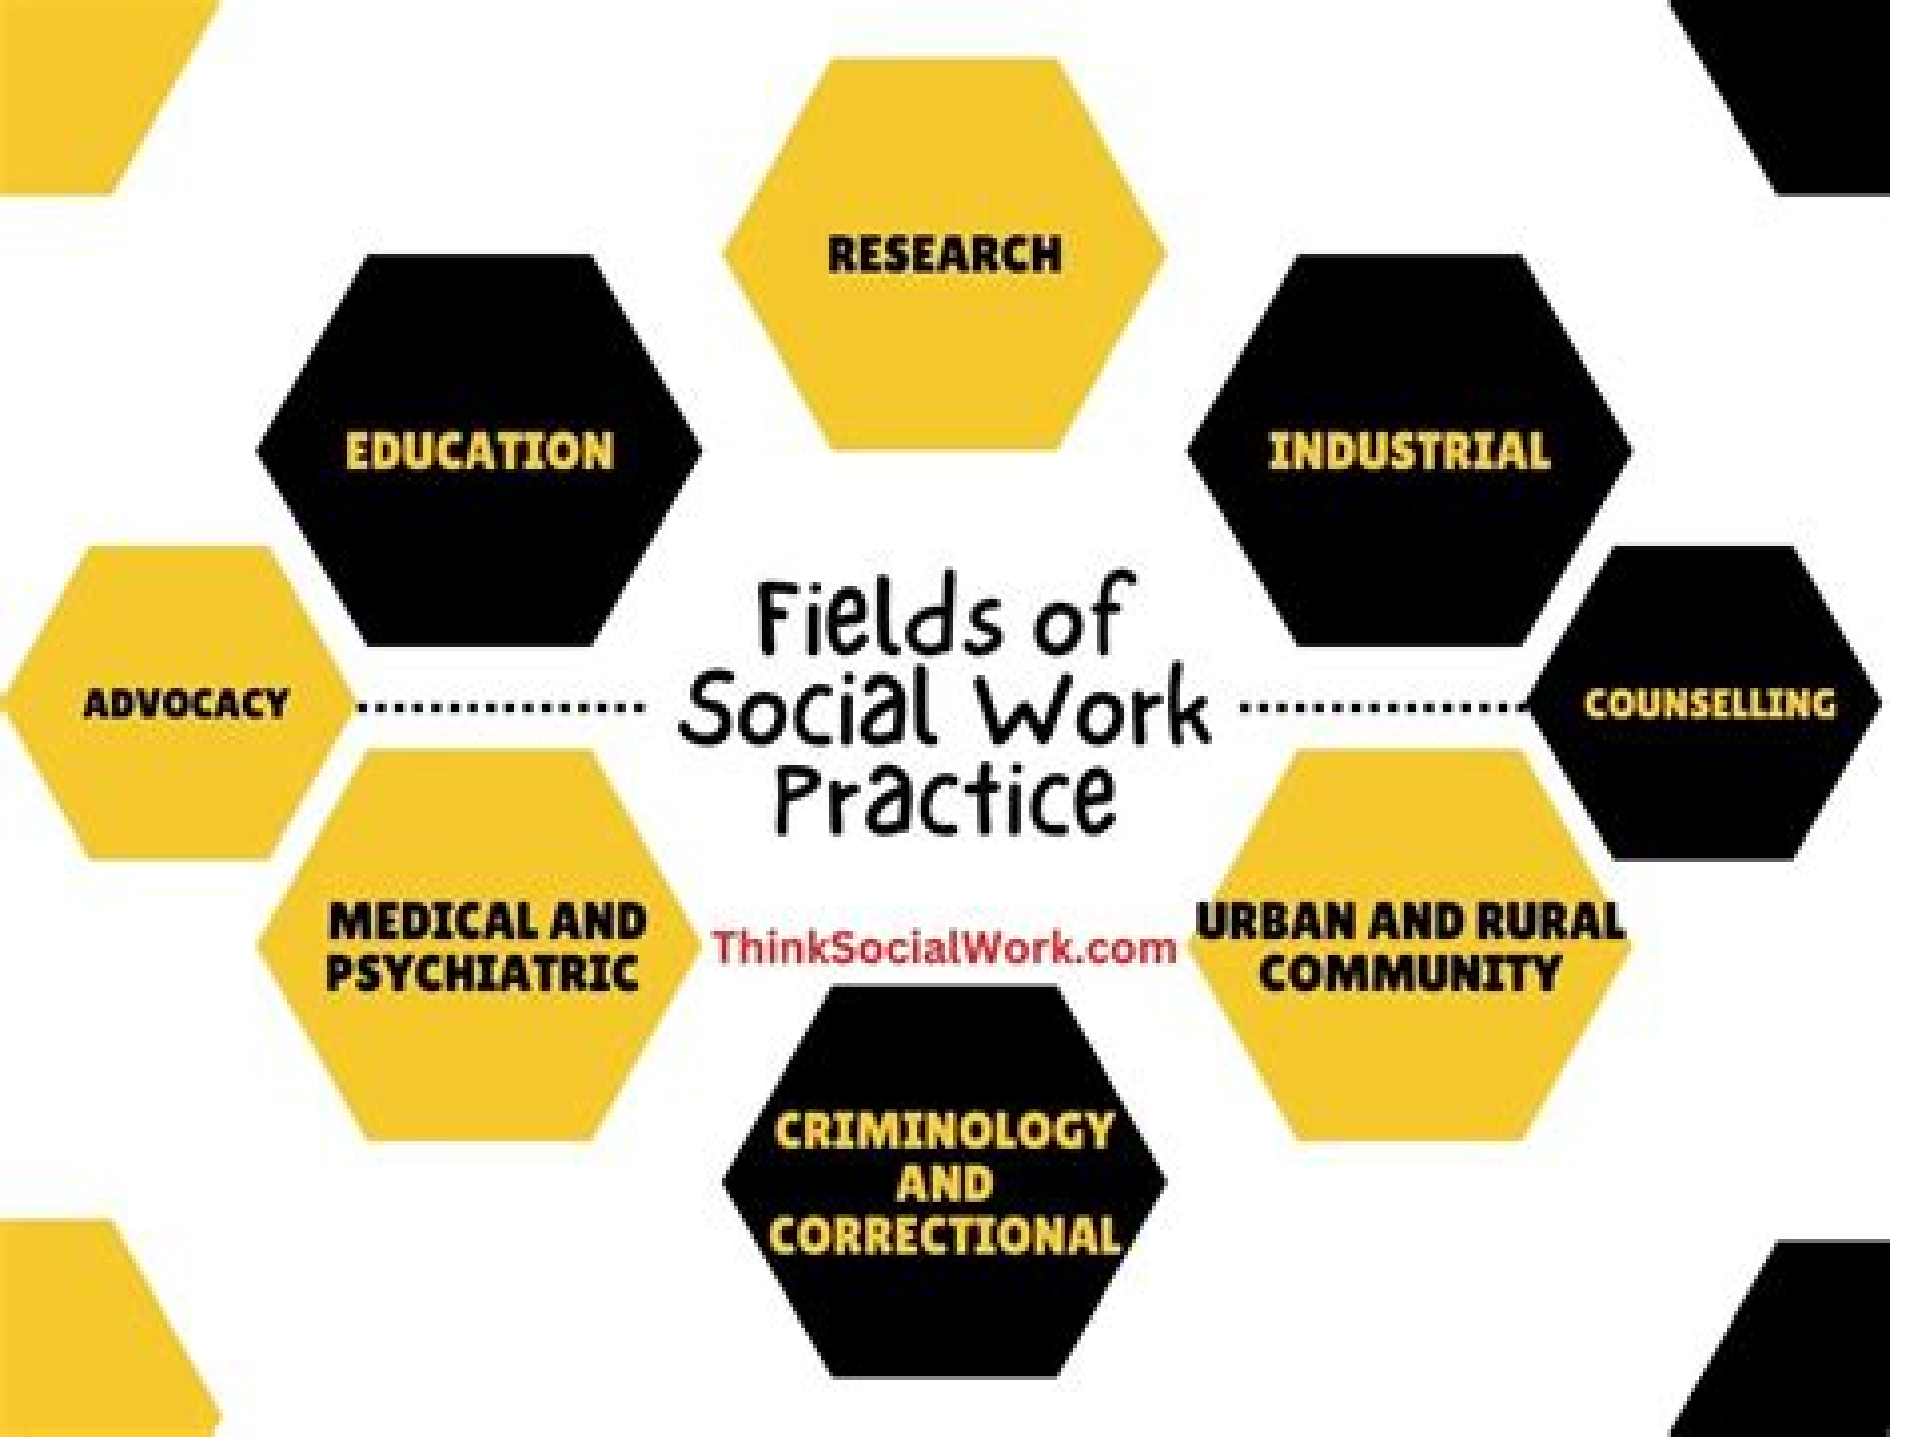 RESEARCH
EDUCATION
INDUSTRIAL
Fields of
Social Work
Practice
ADVOCACY
COUNSELLING
MEDICAL AND
PSYCHIATRIC
ThinkSocialWork.com
URBAN AND RURAL
COMMUNITY
CRIMINOLOGY
AND
CORRECTIONAL